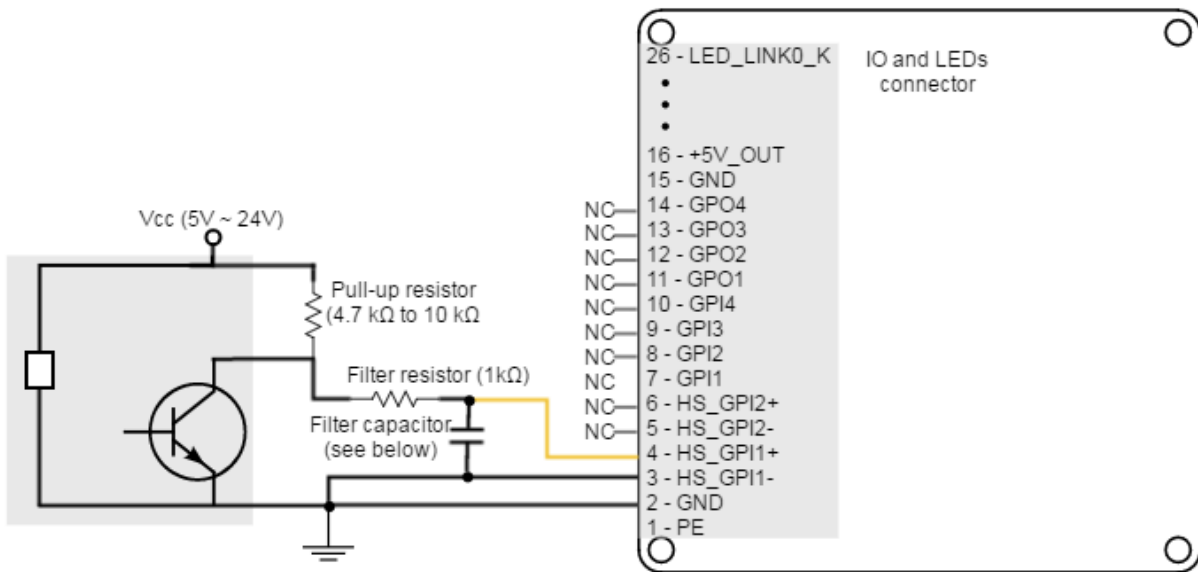 26 - LED_LINK0_K
IO and LEDs
connector
16 - +5V_OUT
15 - GND
NC 14 - GPO4
NC 13 - GPO3
NC 12 - GPO2
NC 11 - GPO1
NC 10 - GPI4
NC 9 - GPI3
NC 8 - GPI2
NC 7 - GPI1
NC 6 - HS_GPI2+
NC 5 - HS_GPI2-
4 - HS_GPI1+
3 - HS_GPI1-
2 - GND
1 - PE
Vcc (5V ~ 24V)
Pull-up resistor
(4.7 kΩ to 10 kΩ
Filter resistor (1kΩ)
Filter capacitor
(see below)